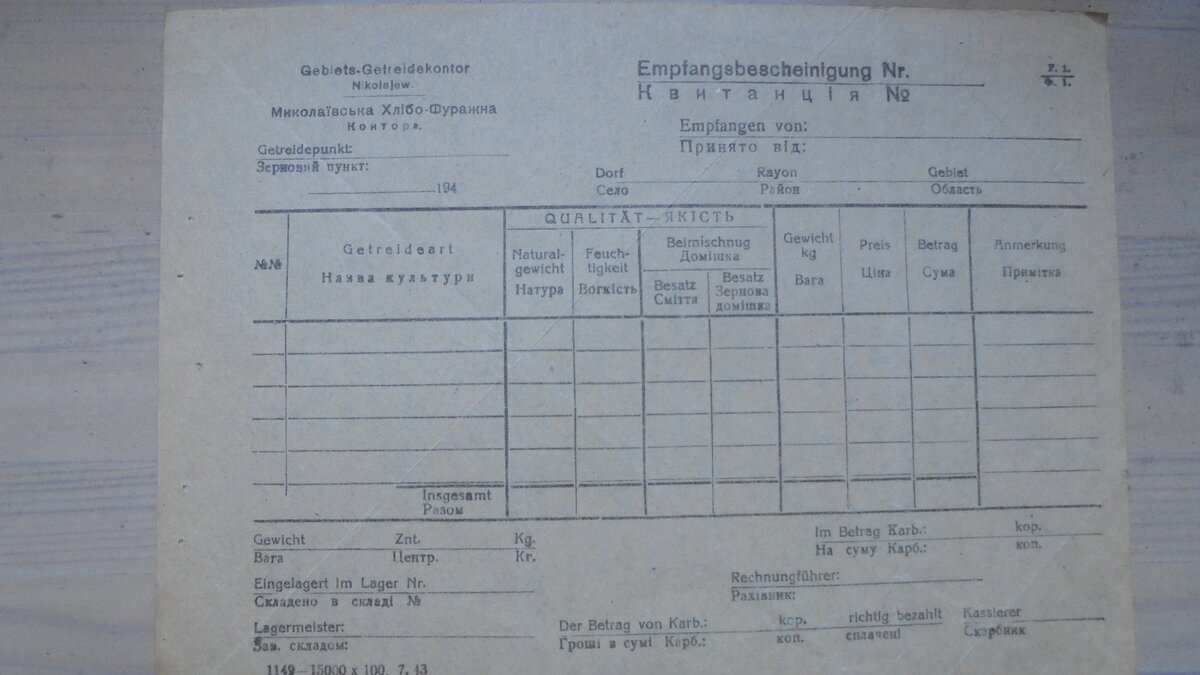 Gebiets-Getreidekontor
Nikolajew.
Миколаївська Хлібо-Фуражна
Контора.
Getreidepunkt:
Зерновий пункт:
194
Empfangsbescheinigung Nr.
Квитанція №
F. 1.
Ф. 1.
Empfangen von:
Принято від:
Dorf Rayon Gebiet
Село Район Область
№№
Getreideart
Назва культури
QUALITÄT—ЯКІСТЬ
Natural-
gewicht
Натура
Feuch-
tigkeit
Вогкість
Beimischnug
Домішка
Besatz
Сміття
Besatz
Зернова
домішка
Gewicht
kg
Вага
Preis
Ціна
Betrag
Сума
Anmerkung
Примітка
Insgesamt
Разом
Gewicht Znt. Kg.
Вага Центр. Кг.
Im Betrag Karb.: kop.
На суму Карб.: коп.
Eingelagert im Lager Nr.
Складено в складі №
Rechnungführer:
Рахівник:
Lagermeister:
Зав. складом:
Der Betrag von Karb.: kop. richtig bezahlt Kassierer
Гроші в сумі Карб.: коп. сплачені Скарбник
1149—15000 x 100. 7. 43